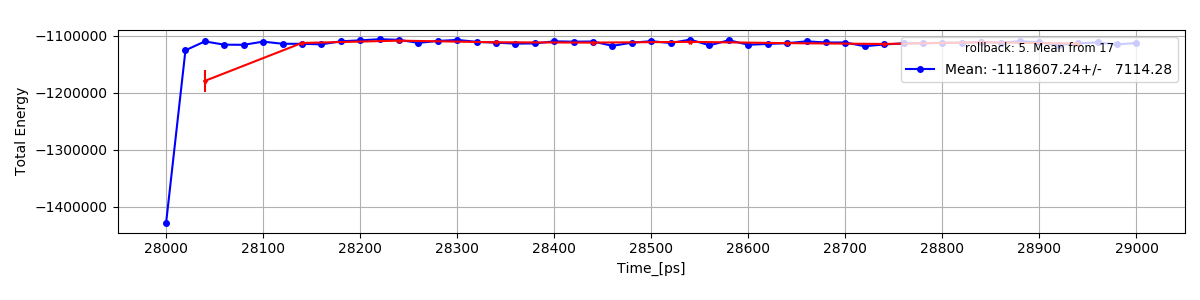 −1100000
−1200000
−1300000
−1400000
Total Energy
rollback: 5. Mean from 17
Mean: -1118607.24+/-   7114.28
28000 28100 28200 28300 28400 28500 28600 28700 28800 28900 29000
Time_[ps]